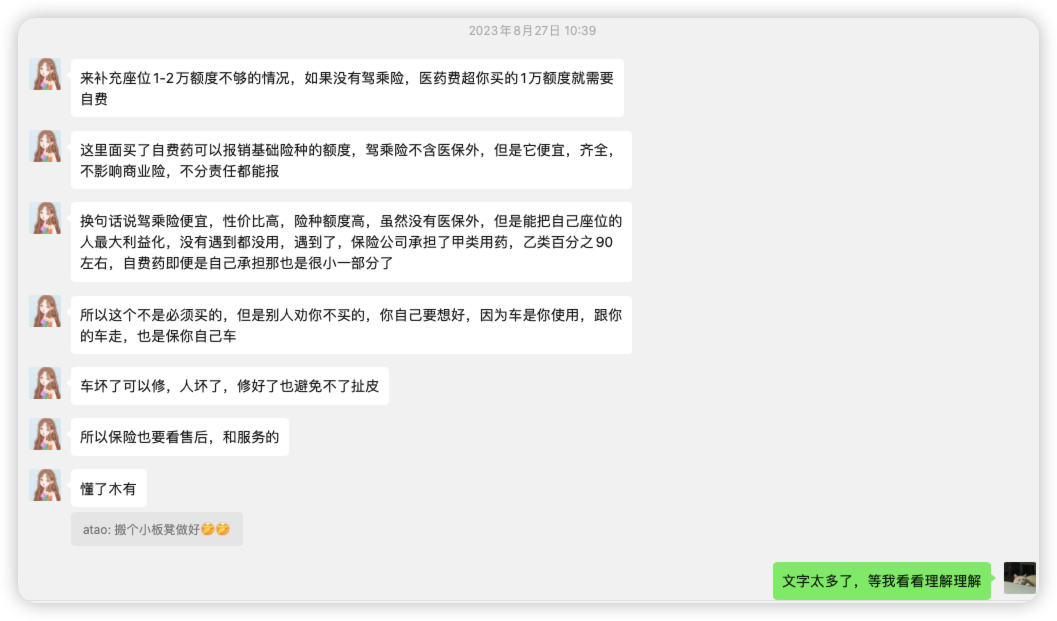 2023年8月27日 10:39
来补充座位1-2万额度不够的情况，如果没有驾乘险，医药费超你买的1万额度就需要
自费
这里面买了自费药可以报销基础险种的额度，驾乘险不含医保外，但是它便宜，齐全，
不影响商业险，不分责任都能报
换句话说驾乘险便宜，性价比高，险种额度高，虽然没有医保外，但是能把自己座位的
人最大利益化，没有遇到都没用，遇到了，保险公司承担了甲类用药，乙类百分之90
左右，自费药即便是自己承担那也是很小一部分了
所以这个不是必须买的，但是别人劝你不买的，你自己要想好，因为车是你使用，跟你
的车走，也是保你自己车
车坏了可以修，人坏了，修好了也避免不了扯皮
所以保险也要看售后，和服务的
懂了木有
atao: 搬个小板凳做好🤭🤭
文字太多了，等我看看理解理解